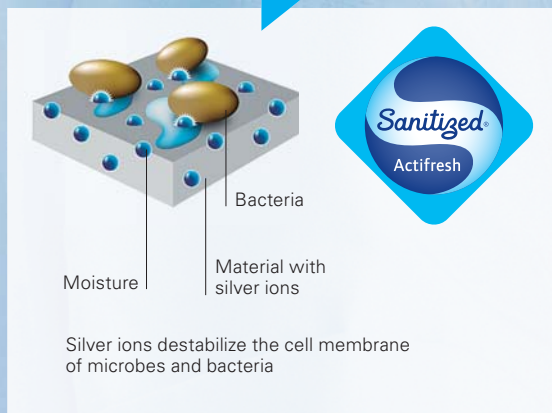 Sanitized®
Actifresh
Bacteria
Moisture
Material with
silver ions
Silver ions destabilize the cell membrane
of microbes and bacteria